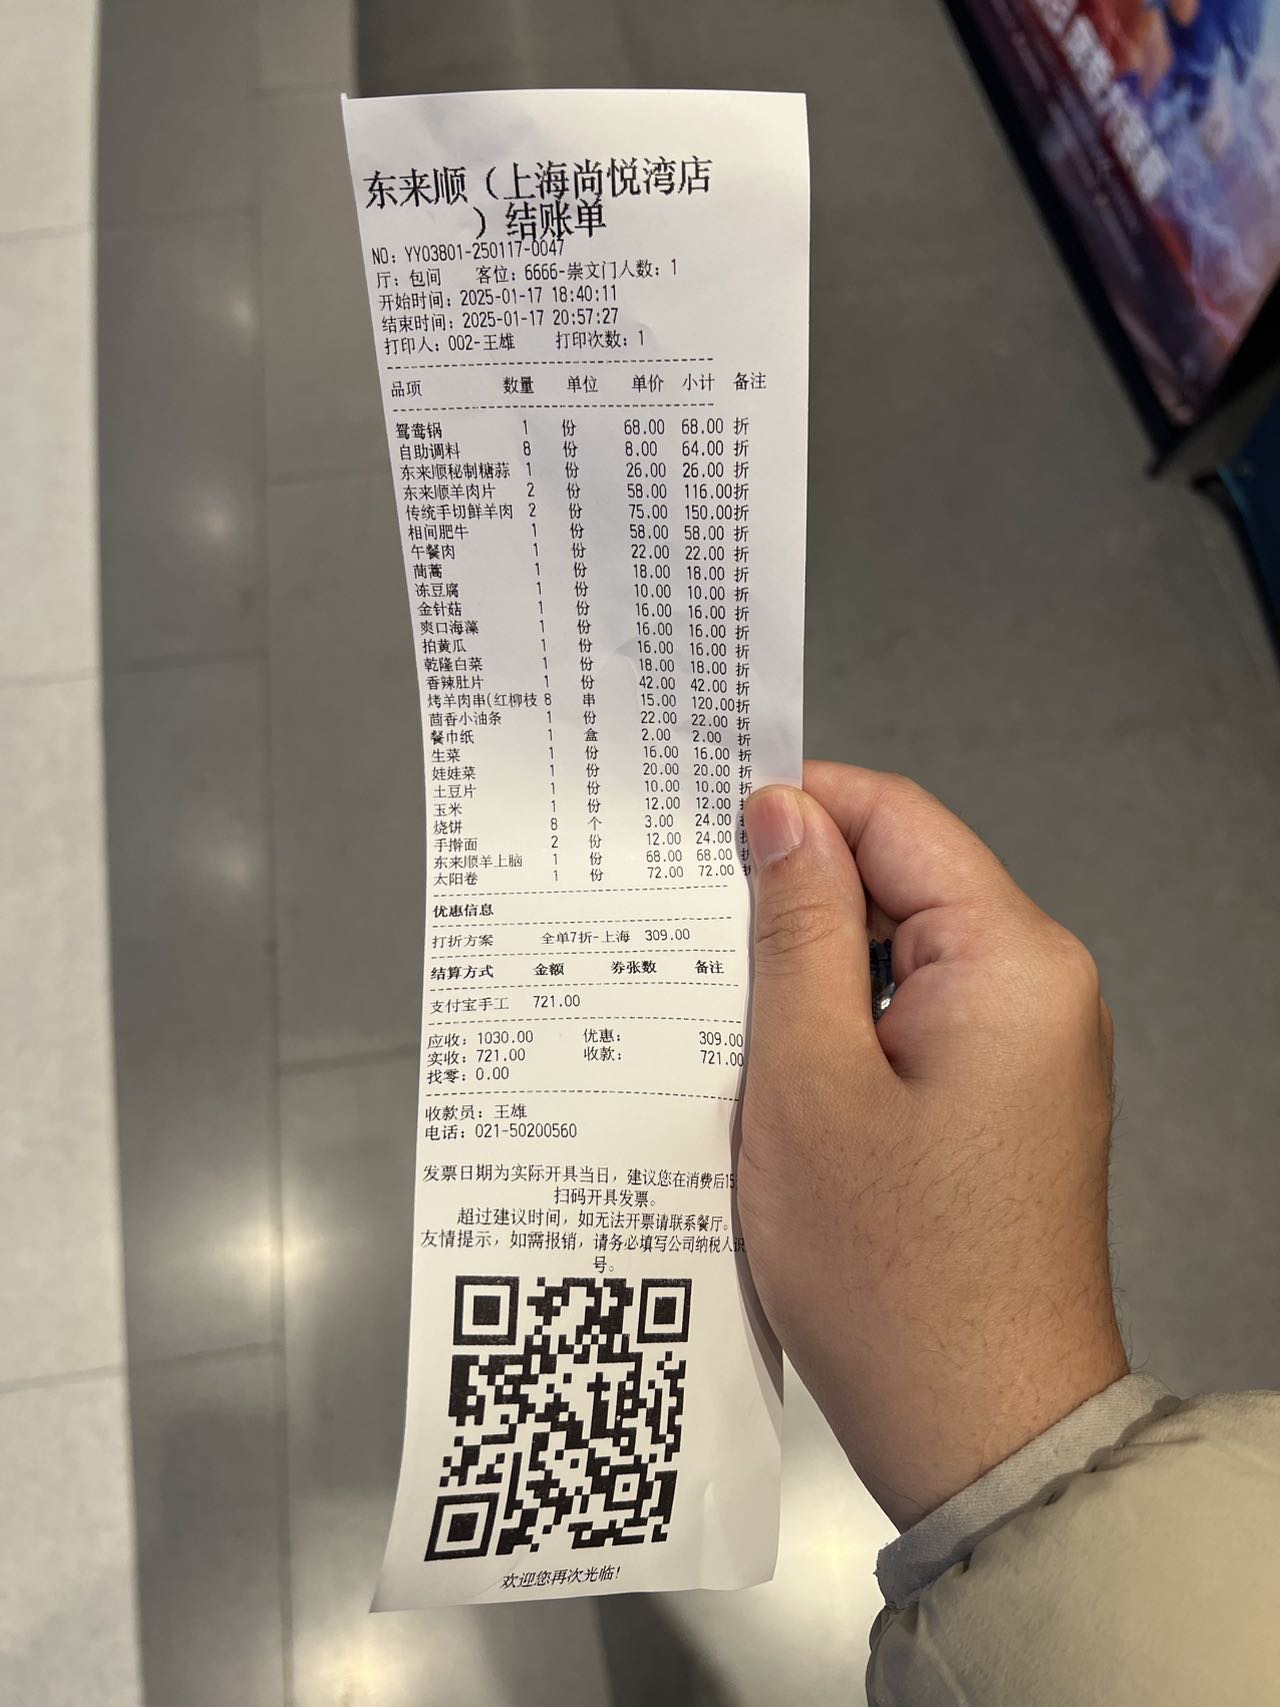 东来顺（上海尚悦湾店
）结账单
NO: YY03801-250117-0047
厅: 包间 客位: 6666-崇文门人数: 1
开始时间: 2025-01-17 18:40:11
结束时间: 2025-01-17 20:57:27
打印人: 002-王雄 打印次数: 1
品项 数量 单位 单价 小计 备注
鸳鸯锅 1 份 68.00 68.00 折
自助调料 8 份 8.00 64.00 折
东来顺秘制糖蒜 1 份 26.00 26.00 折
东来顺羊肉片 2 份 58.00 116.00折
传统手切鲜羊肉 2 份 75.00 150.00折
相间肥牛 1 份 58.00 58.00 折
午餐肉 1 份 22.00 22.00 折
茼蒿 1 份 18.00 18.00 折
冻豆腐 1 份 10.00 10.00 折
金针菇 1 份 16.00 16.00 折
爽口海藻 1 份 16.00 16.00 折
拍黄瓜 1 份 16.00 16.00 折
乾隆白菜 1 份 18.00 18.00 折
香辣肚片 1 份 42.00 42.00 折
烤羊肉串(红柳枝 8 串 15.00 120.00折
茴香小油条 1 份 22.00 22.00 折
餐巾纸 1 盒 2.00 2.00 折
生菜 1 份 16.00 16.00 折
娃娃菜 1 份 20.00 20.00 折
土豆片 1 份 10.00 10.00 折
玉米 1 份 12.00 12.00
烧饼 8 个 3.00 24.00
手擀面 2 份 12.00 24.00
东来顺羊上脑 1 份 68.00 68.00
太阳卷 1 份 72.00 72.00 折
优惠信息
打折方案 全单7折-上海 309.00
结算方式 金额 券张数 备注
支付宝手工 721.00
应收: 1030.00 优惠: 309.00
实收: 721.00 收款: 721.00
找零: 0.00
收款员: 王雄
电话: 021-50200560
发票日期为实际开具当日，建议您在消费后15
扫码开具发票。
超过建议时间，如无法开票请联系餐厅。
友情提示，如需报销，请务必填写公司纳税人识
号。
欢迎您再次光临!